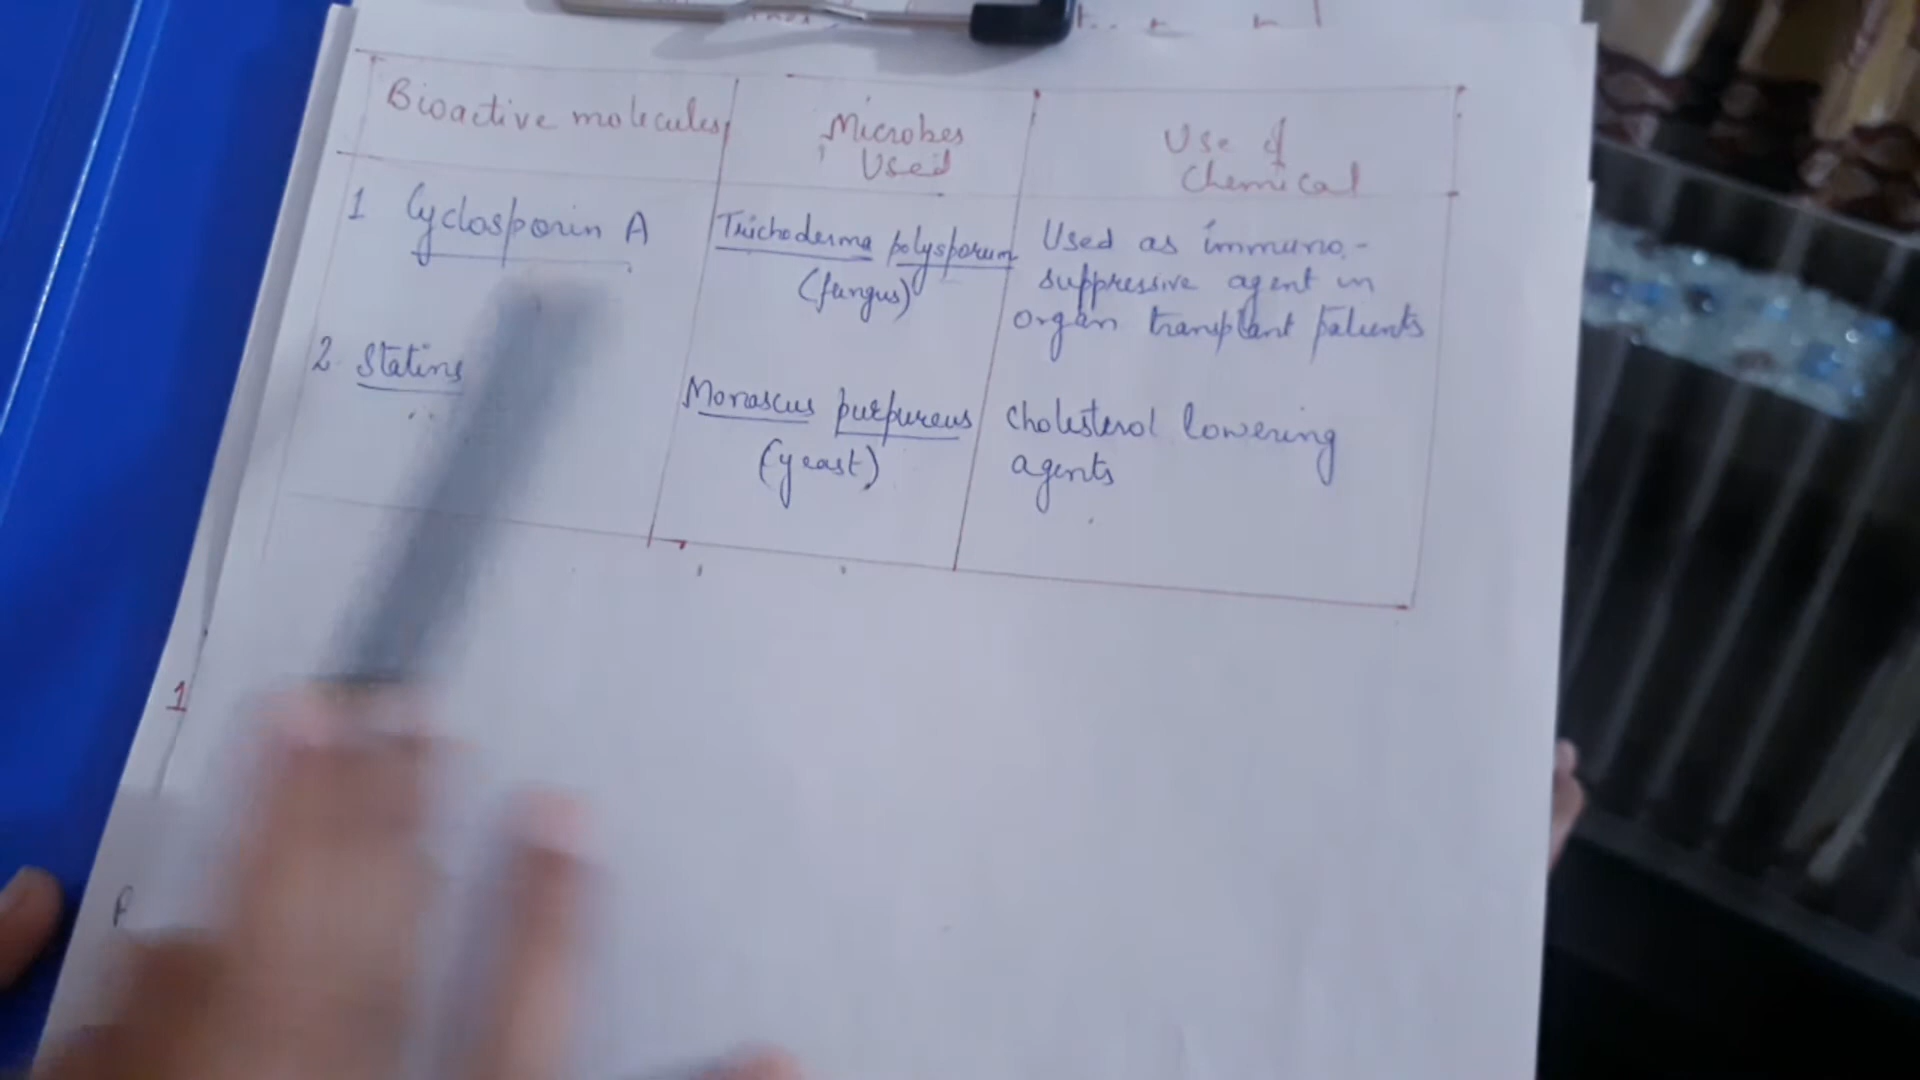 Bioactive molecules
Microbes
Used
Use of
Chemical
1 Cyclosporin A
Trichoderma polysporum
(fungus)
Used as immuno-
suppressive agent in
organ transplant patients
2. Statins
Monascus purpureus
(yeast)
Cholesterol lowering
agents
1